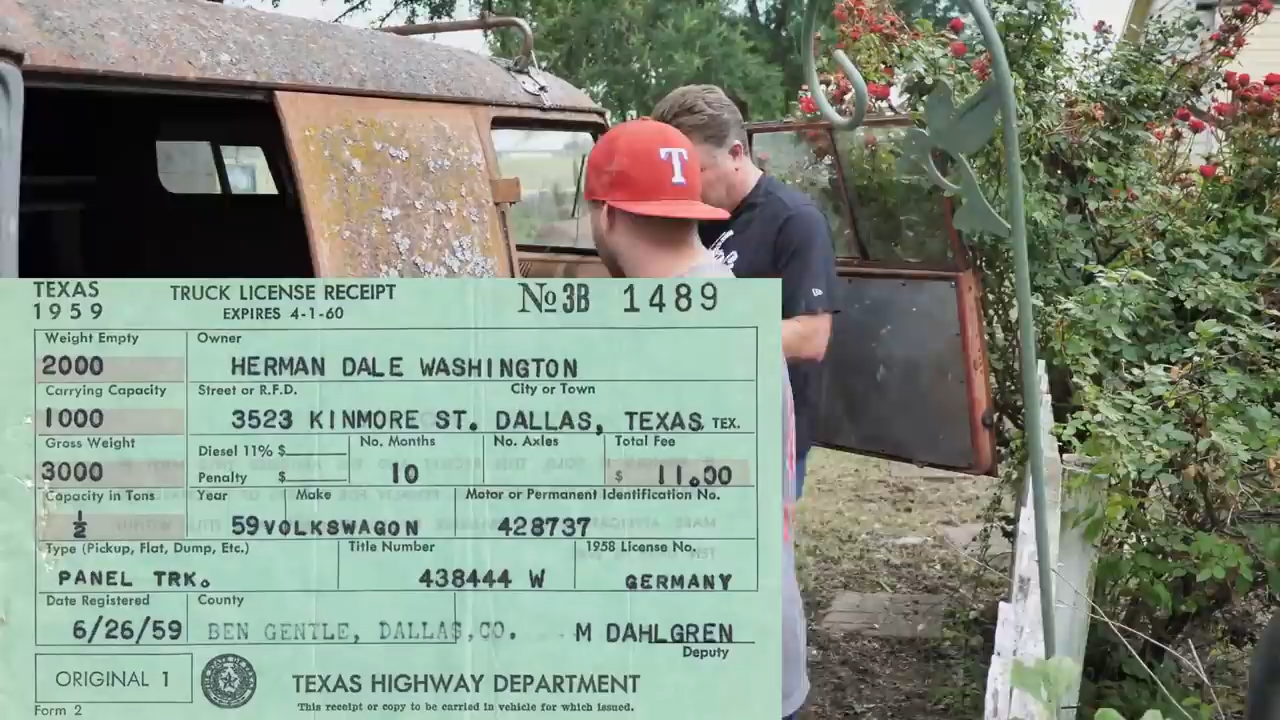 T
TEXAS
1959
TRUCK LICENSE RECEIPT
EXPIRES 4-1-60
No 3B 1489
Weight Empty
2000
Owner
HERMAN DALE WASHINGTON
Carrying Capacity
1000
Street or R.F.D.
City or Town
3523 KINMORE ST. DALLAS, TEXAS TEX.
Gross Weight
3000
Diesel 11% $
Penalty $
No. Months
10
No. Axles
Total Fee
$ 11.00
Capacity in Tons
½
Year
Make
59 VOLKSWAGON
Motor or Permanent Identification No.
428737
Type (Pickup, Flat, Dump, Etc.)
PANEL TRK.
Title Number
438444 W
1958 License No.
GERMANY
Date Registered
6/26/59
County
BEN GENTLE, DALLAS,CO.
M DAHLGREN
Deputy
ORIGINAL 1
Form 2
TEXAS HIGHWAY DEPARTMENT
This receipt or copy to be carried in vehicle for which issued.